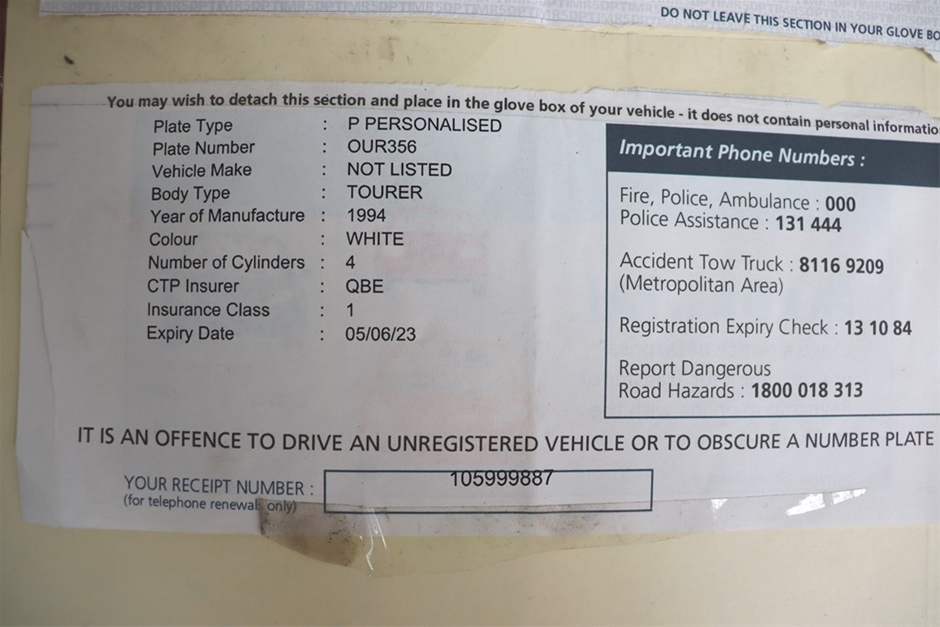 DO NOT LEAVE THIS SECTION IN YOUR GLOVE BO
You may wish to detach this section and place in the glove box of your vehicle - it does not contain personal informatio
Plate Type : P PERSONALISED
Plate Number : OUR356
Vehicle Make : NOT LISTED
Body Type : TOURER
Year of Manufacture : 1994
Colour : WHITE
Number of Cylinders : 4
CTP Insurer : QBE
Insurance Class : 1
Expiry Date : 05/06/23
Important Phone Numbers :
Fire, Police, Ambulance : 000
Police Assistance : 131 444
Accident Tow Truck : 8116 9209
(Metropolitan Area)
Registration Expiry Check : 13 10 84
Report Dangerous
Road Hazards : 1800 018 313
IT IS AN OFFENCE TO DRIVE AN UNREGISTERED VEHICLE OR TO OBSCURE A NUMBER PLATE
YOUR RECEIPT NUMBER : 105999887
(for telephone renewal only)